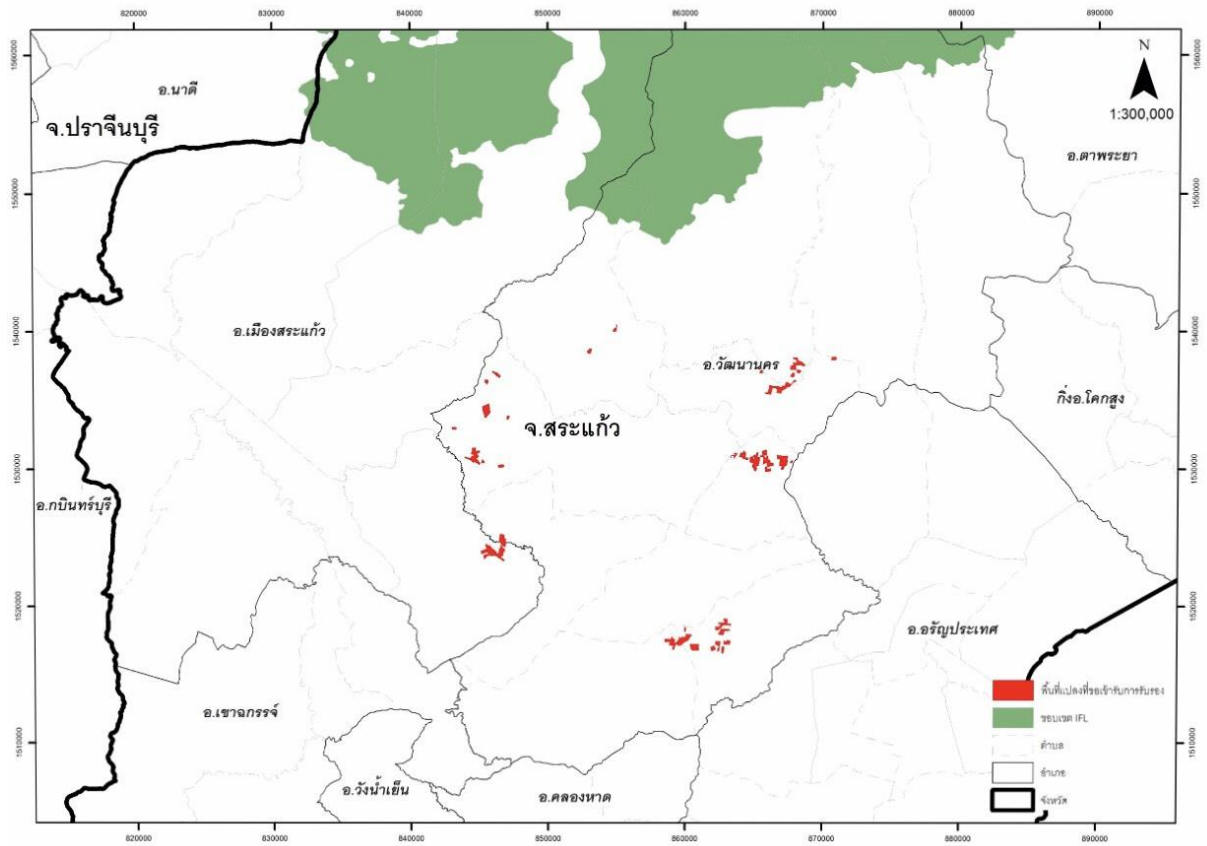 820000 830000 840000 850000 860000 870000 880000 890000
1560000 1560000
N
1:300,000
อ.นาดี
จ.ปราจีนบุรี
อ.ตาพระยา
1550000 1550000
1540000 1540000
อ.เมืองสระแก้ว
อ.วัฒนานคร
กิ่งอ.โคกสูง
จ.สระแก้ว
1530000 1530000
อ.กบินทร์บุรี
1520000 1520000
อ.อรัญประเทศ
พื้นที่แปลงที่ขอเข้ารับการรับรอง
ขอบเขต IFL
อ.เขาฉกรรจ์
ตำบล
1510000 1510000
อำเภอ
อ.วังน้ำเย็น
อ.คลองหาด
จังหวัด
820000 830000 840000 850000 860000 870000 880000 890000